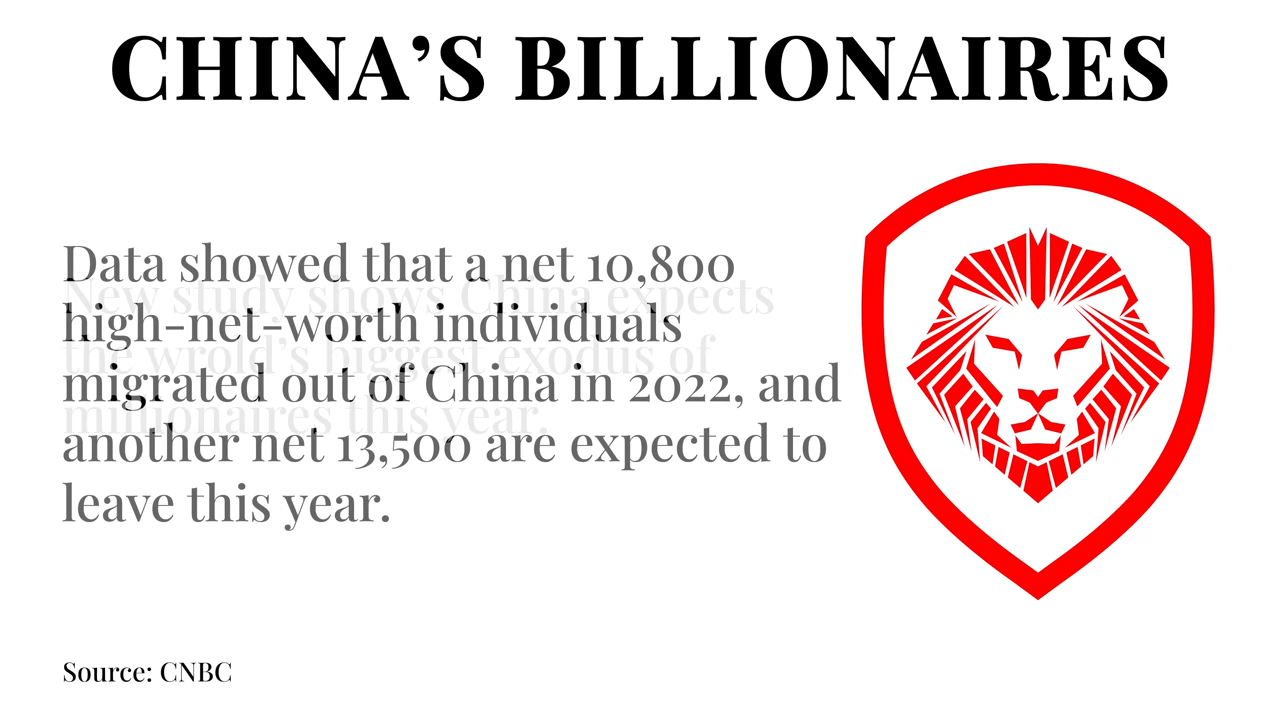 CHINA’S BILLIONAIRES
Data showed that a net 10,800
high-net-worth individuals
migrated out of China in 2022, and
another net 13,500 are expected to
leave this year.
New study shows China expects
the wrold’s biggest exodus of
millionaires this year.
Source: CNBC